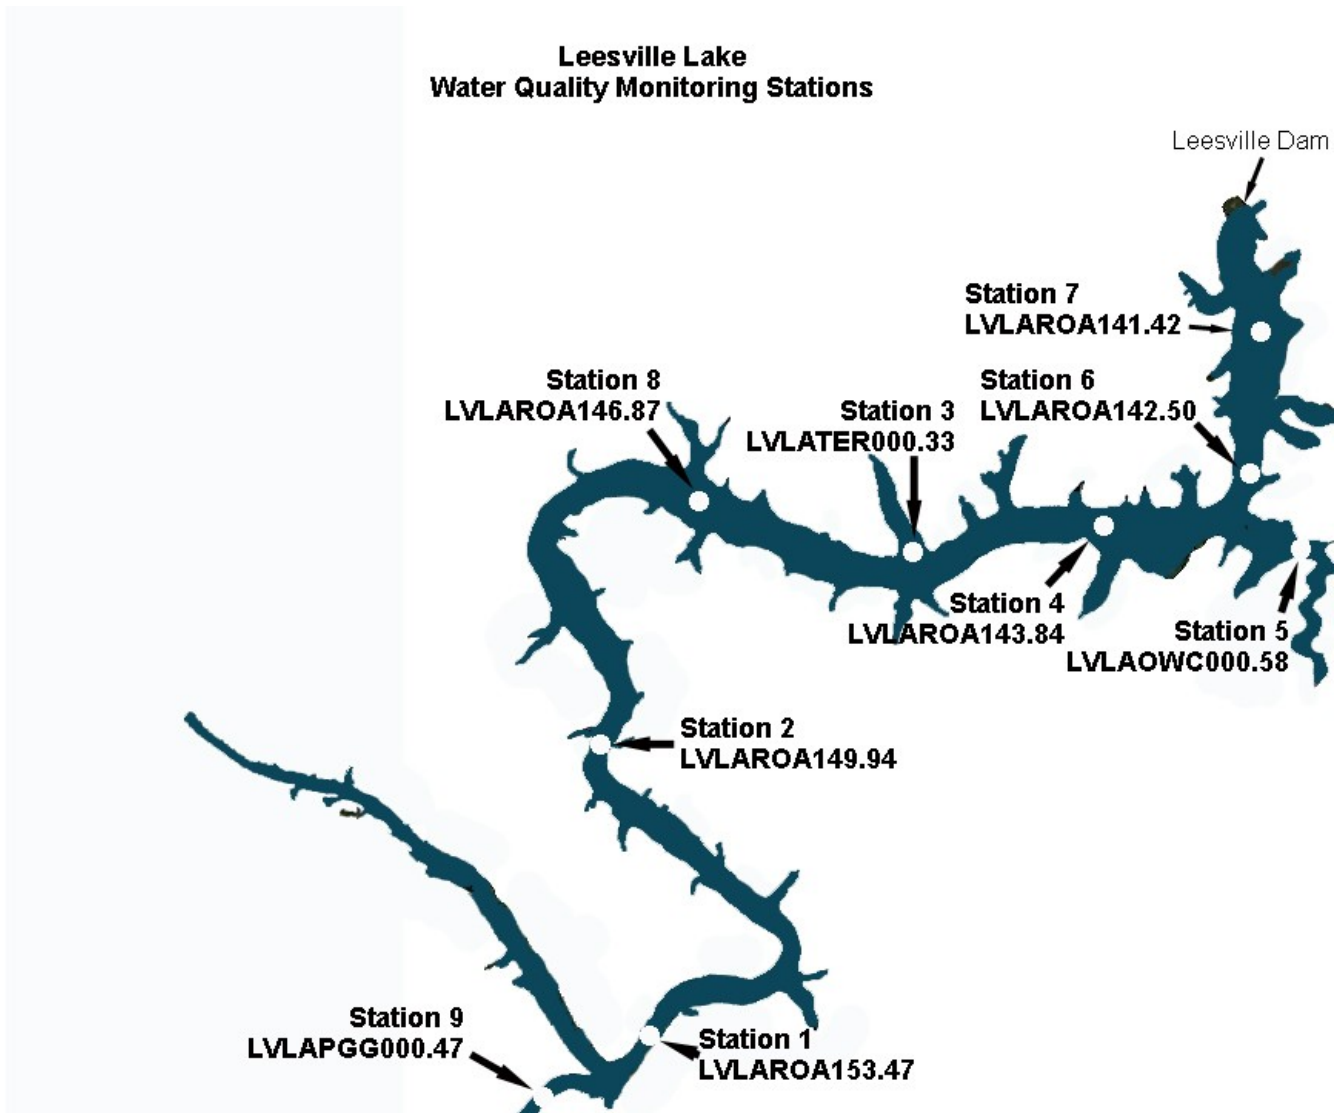 Leesville Lake
Water Quality Monitoring Stations
Leesville Dam
Station 7
LVLAROA141.42
Station 8
LVLAROA146.87
Station 6
LVLAROA142.50
Station 3
LVLATER000.33
Station 4
LVLAROA143.84
Station 5
LVLAOWC000.58
Station 2
LVLAROA149.94
Station 9
LVLAPGG000.47
Station 1
LVLAROA153.47